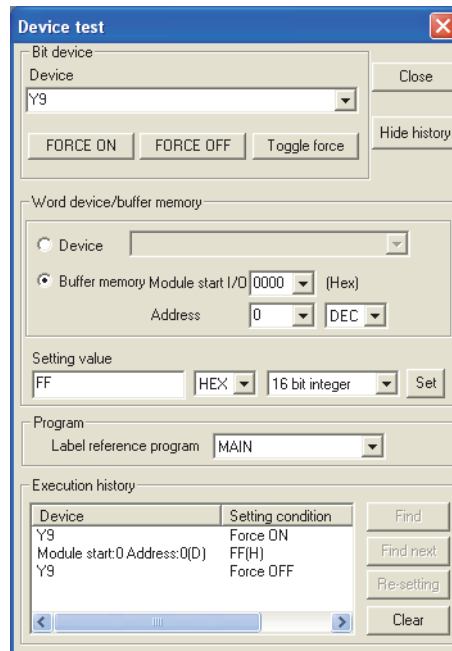 Device test
Bit device
Device
Close
Y9
FORCE ON FORCE OFF Toggle force
Hide history
Word device/buffer memory
Device
Buffer memory Module start I/O 0000 (Hex)
Address 0 DEC
Setting value
FF HEX 16 bit integer Set
Program
Label reference program MAIN
Execution history
Device Setting condition
Y9 Force ON
Module start:0 Address:0(D) FF(H)
Y9 Force OFF
Find
Find next
Re-setting
Clear